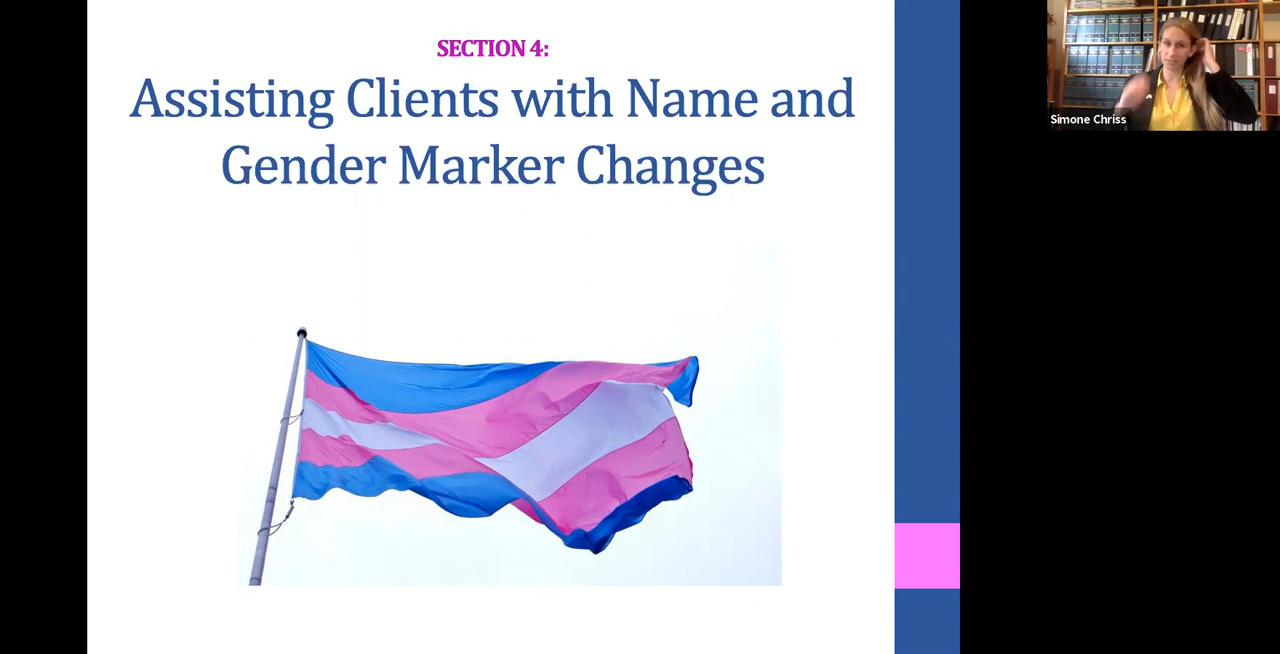 SECTION 4:
Assisting Clients with Name and
Gender Marker Changes
Simone Chriss